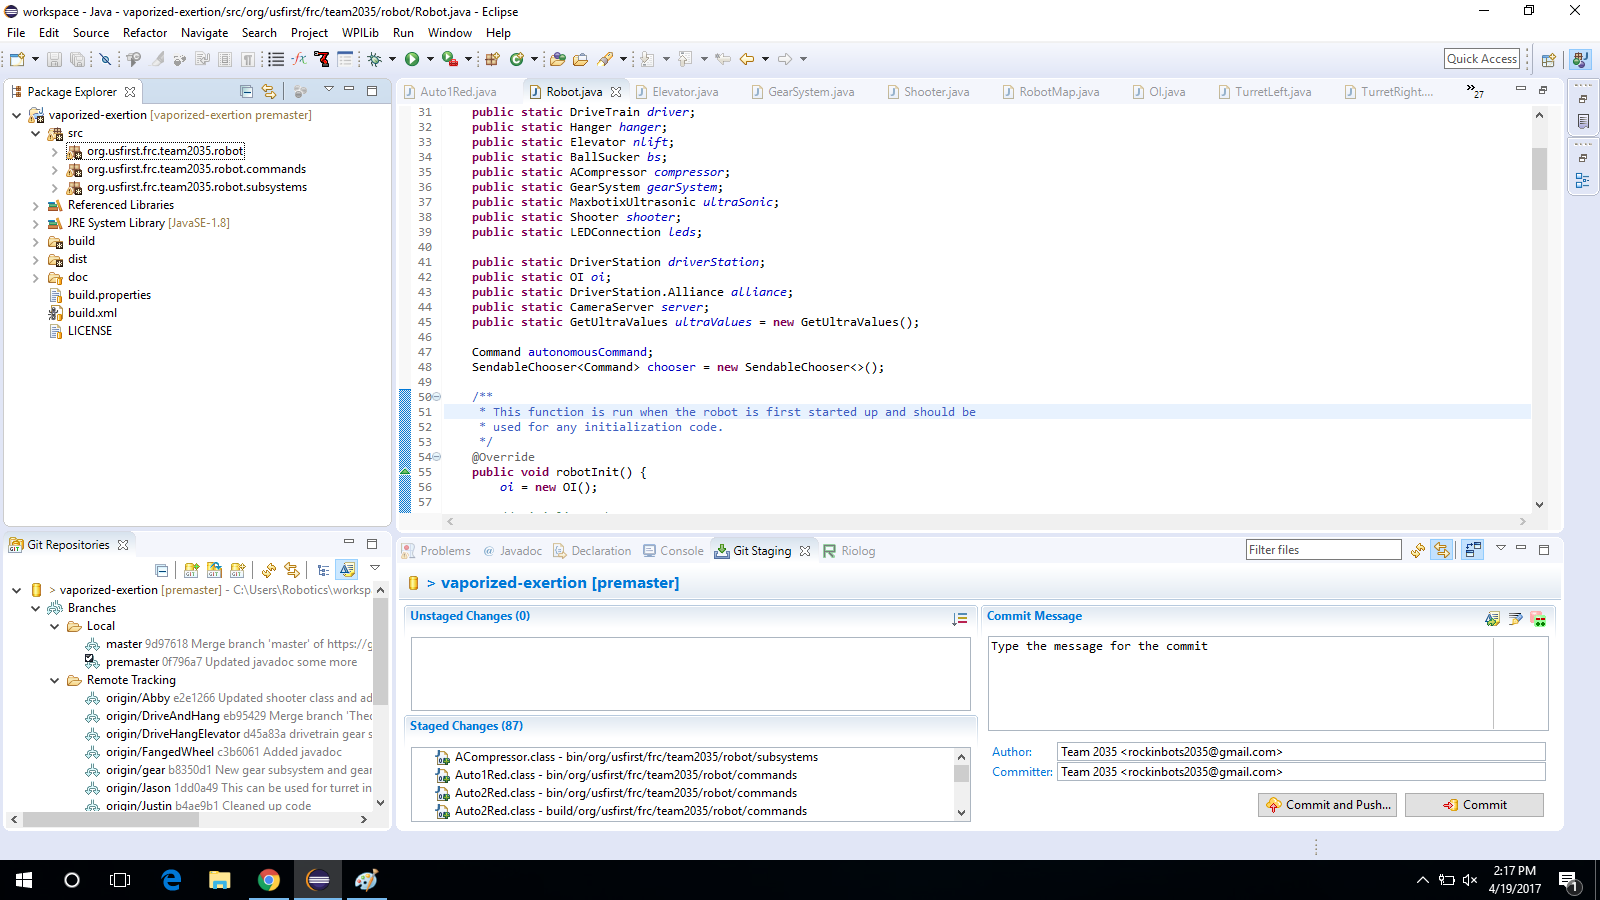 workspace - Java - vaporized-exertion/src/org/usfirst/frc/team2035/robot/Robot.java - Eclipse
File Edit Source Refactor Navigate Search Project WPILib Run Window Help
Quick Access
Package Explorer
vaporized-exertion [vaporized-exertion premaster]
src
org.usfirst.frc.team2035.robot
org.usfirst.frc.team2035.robot.commands
org.usfirst.frc.team2035.robot.subsystems
Referenced Libraries
JRE System Library [JavaSE-1.8]
build
dist
doc
build.properties
build.xml
LICENSE
Auto1Red.java Robot.java Elevator.java GearSystem.java Shooter.java RobotMap.java OI.java TurretLeft.java TurretRight.... »27
31 public static DriveTrain driver;
32 public static Hanger hanger;
33 public static Elevator nlift;
34 public static BallSucker bs;
35 public static ACompressor compressor;
36 public static GearSystem gearSystem;
37 public static MaxbotixUltrasonic ultraSonic;
38 public static Shooter shooter;
39 public static LEDConnection leds;
40
41 public static DriverStation driverStation;
42 public static OI oi;
43 public static DriverStation.Alliance alliance;
44 public static CameraServer server;
45 public static GetUltraValues ultraValues = new GetUltraValues();
46
47 Command autonomousCommand;
48 SendableChooser<Command> chooser = new SendableChooser<>();
49
50 /**
51 * This function is run when the robot is first started up and should be
52 * used for any initialization code.
53 */
54 @Override
55 public void robotInit() {
56 oi = new OI();
57
Git Repositories
> vaporized-exertion [premaster] - C:\Users\Robotics\worksp
Branches
Local
master 9d97618 Merge branch 'master' of https://g
premaster 0f796a7 Updated javadoc some more
Remote Tracking
origin/Abby e2e1266 Updated shooter class and ad
origin/DriveAndHang eb95429 Merge branch 'Theo
origin/DriveHangElevator d45a83a drivetrain gear s
origin/FangedWheel c3b6061 Added javadoc
origin/gear b8350d1 New gear subsystem and gear
origin/Jason 1dd0a49 This can be used for turret in
origin/Justin b4ae9b1 Cleaned up code
Problems @ Javadoc Declaration Console Git Staging Riolog
Filter files
> vaporized-exertion [premaster]
Unstaged Changes (0)
Staged Changes (87)
ACompressor.class - bin/org/usfirst/frc/team2035/robot/subsystems
Auto1Red.class - bin/org/usfirst/frc/team2035/robot/commands
Auto2Red.class - bin/org/usfirst/frc/team2035/robot/commands
Auto2Red.class - build/org/usfirst/frc/team2035/robot/commands
Commit Message
Type the message for the commit
Author: Team 2035 <rockinbots2035@gmail.com>
Committer: Team 2035 <rockinbots2035@gmail.com>
Commit and Push... Commit
2:17 PM
4/19/2017
1